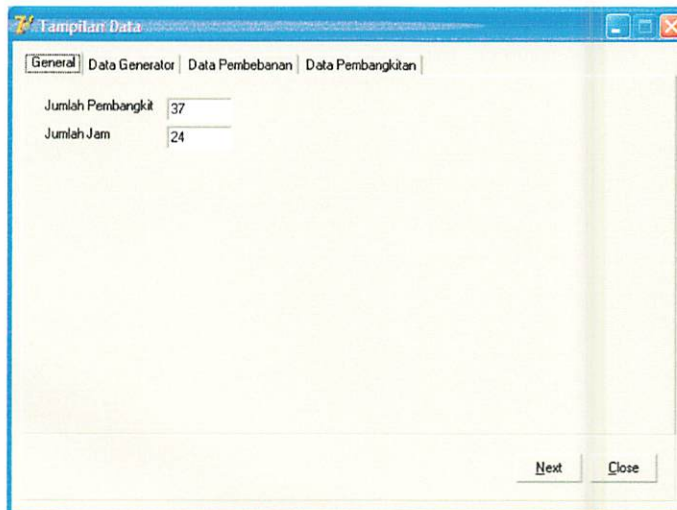 Tampilan Data
General Data Generator Data Pembebanan Data Pembangkitan
Jumlah Pembangkit 37
Jumlah Jam 24
Next Close